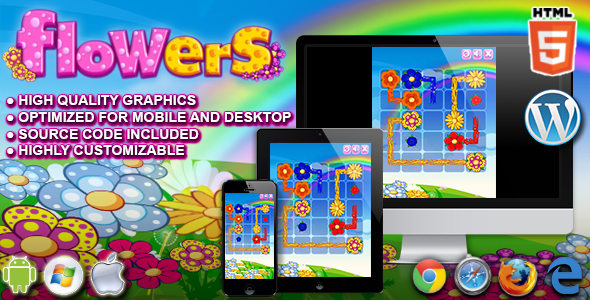 flowers
• HIGH QUALITY GRAPHICS
• OPTIMIZED FOR MOBILE AND DESKTOP
• SOURCE CODE INCLUDED
• HIGHLY CUSTOMIZABLE
HTML
5